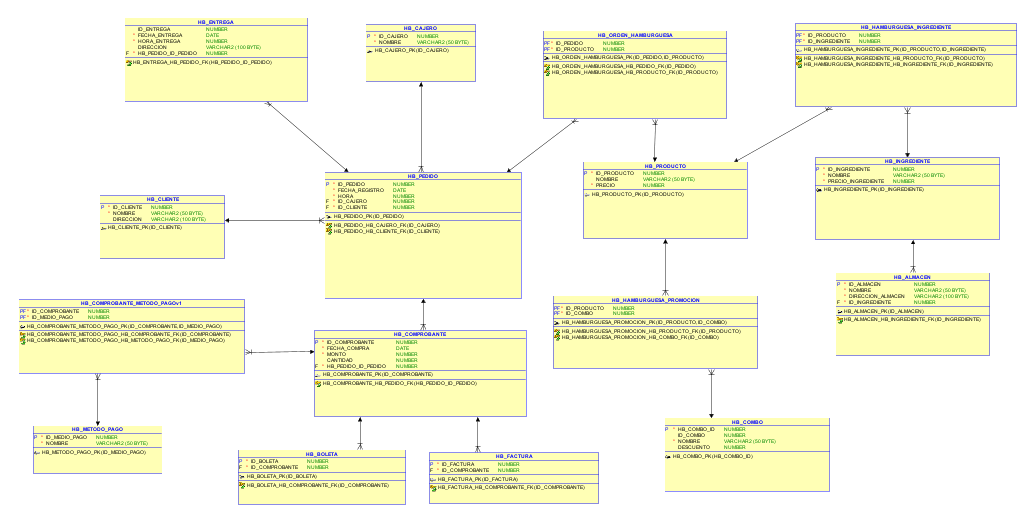 HB_ENTREGA
ID_ENTREGA NUMBER
* FECHA_ENTREGA DATE
* HORA_ENTREGA NUMBER
DIRECCION VARCHAR2 (100 BYTE)
F * HB_PEDIDO_ID_PEDIDO NUMBER
HB_ENTREGA_HB_PEDIDO_FK (HB_PEDIDO_ID_PEDIDO)
HB_CAJERO
P * ID_CAJERO NUMBER
* NOMBRE VARCHAR2 (50 BYTE)
HB_CAJERO_PK (ID_CAJERO)
HB_ORDEN_HAMBURGUESA
PF* ID_PEDIDO NUMBER
PF* ID_PRODUCTO NUMBER
HB_ORDEN_HAMBURGUESA_PK (ID_PEDIDO, ID_PRODUCTO)
HB_ORDEN_HAMBURGUESA_HB_PEDIDO_FK (ID_PEDIDO)
HB_ORDEN_HAMBURGUESA_HB_PRODUCTO_FK (ID_PRODUCTO)
HB_HAMBURGUESA_INGREDIENTE
PF* ID_PRODUCTO NUMBER
PF* ID_INGREDIENTE NUMBER
HB_HAMBURGUESA_INGREDIENTE_PK (ID_PRODUCTO, ID_INGREDIENTE)
HB_HAMBURGUESA_INGREDIENTE_HB_PRODUCTO_FK (ID_PRODUCTO)
HB_HAMBURGUESA_INGREDIENTE_HB_INGREDIENTE_FK (ID_INGREDIENTE)
HB_PEDIDO
P * ID_PEDIDO NUMBER
* FECHA_REGISTRO DATE
* HORA NUMBER
F * ID_CAJERO NUMBER
F * ID_CLIENTE NUMBER
HB_PEDIDO_PK (ID_PEDIDO)
HB_PEDIDO_HB_CAJERO_FK (ID_CAJERO)
HB_PEDIDO_HB_CLIENTE_FK (ID_CLIENTE)
HB_PRODUCTO
P * ID_PRODUCTO NUMBER
NOMBRE VARCHAR2 (50 BYTE)
* PRECIO NUMBER
HB_PRODUCTO_PK (ID_PRODUCTO)
HB_INGREDIENTE
P * ID_INGREDIENTE NUMBER
* NOMBRE VARCHAR2 (50 BYTE)
* PRECIO_INGREDIENTE NUMBER
HB_INGREDIENTE_PK (ID_INGREDIENTE)
HB_CLIENTE
P * ID_CLIENTE NUMBER
* NOMBRE VARCHAR2 (50 BYTE)
DIRECCION VARCHAR2 (100 BYTE)
HB_CLIENTE_PK (ID_CLIENTE)
HB_ALMACEN
P * ID_ALMACEN NUMBER
* NOMBRE VARCHAR2 (50 BYTE)
* DIRECCION_ALMACEN VARCHAR2 (100 BYTE)
F * ID_INGREDIENTE NUMBER
HB_ALMACEN_PK (ID_ALMACEN)
HB_ALMACEN_HB_INGREDIENTE_FK (ID_INGREDIENTE)
HB_COMPROBANTE_METODO_PAGOv1
PF* ID_COMPROBANTE NUMBER
PF* ID_MEDIO_PAGO NUMBER
HB_COMPROBANTE_METODO_PAGO_PK (ID_COMPROBANTE, ID_MEDIO_PAGO)
HB_COMPROBANTE_METODO_PAGO_HB_COMPROBANTE_FK (ID_COMPROBANTE)
HB_COMPROBANTE_METODO_PAGO_HB_METODO_PAGO_FK (ID_MEDIO_PAGO)
HB_HAMBURGUESA_PROMOCION
PF* ID_PRODUCTO NUMBER
PF* ID_COMBO NUMBER
HB_HAMBURGUESA_PROMOCION_PK (ID_PRODUCTO, ID_COMBO)
HB_HAMBURGUESA_PROMOCION_HB_PRODUCTO_FK (ID_PRODUCTO)
HB_HAMBURGUESA_PROMOCION_HB_COMBO_FK (ID_COMBO)
HB_COMPROBANTE
P * ID_COMPROBANTE NUMBER
* FECHA_COMPRA DATE
* MONTO NUMBER
CANTIDAD NUMBER
F * HB_PEDIDO_ID_PEDIDO NUMBER
HB_COMPROBANTE_PK (ID_COMPROBANTE)
HB_COMPROBANTE_HB_PEDIDO_FK (HB_PEDIDO_ID_PEDIDO)
HB_METODO_PAGO
P * ID_MEDIO_PAGO NUMBER
* NOMBRE VARCHAR2 (50 BYTE)
HB_METODO_PAGO_PK (ID_MEDIO_PAGO)
HB_BOLETA
P * ID_BOLETA NUMBER
F * ID_COMPROBANTE NUMBER
HB_BOLETA_PK (ID_BOLETA)
HB_BOLETA_HB_COMPROBANTE_FK (ID_COMPROBANTE)
HB_FACTURA
P * ID_FACTURA NUMBER
F * ID_COMPROBANTE NUMBER
HB_FACTURA_PK (ID_FACTURA)
HB_FACTURA_HB_COMPROBANTE_FK (ID_COMPROBANTE)
HB_COMBO
P * HB_COMBO_ID NUMBER
ID_COMBO NUMBER
* NOMBRE VARCHAR2 (50 BYTE)
DESCUENTO NUMBER
HB_COMBO_PK (HB_COMBO_ID)